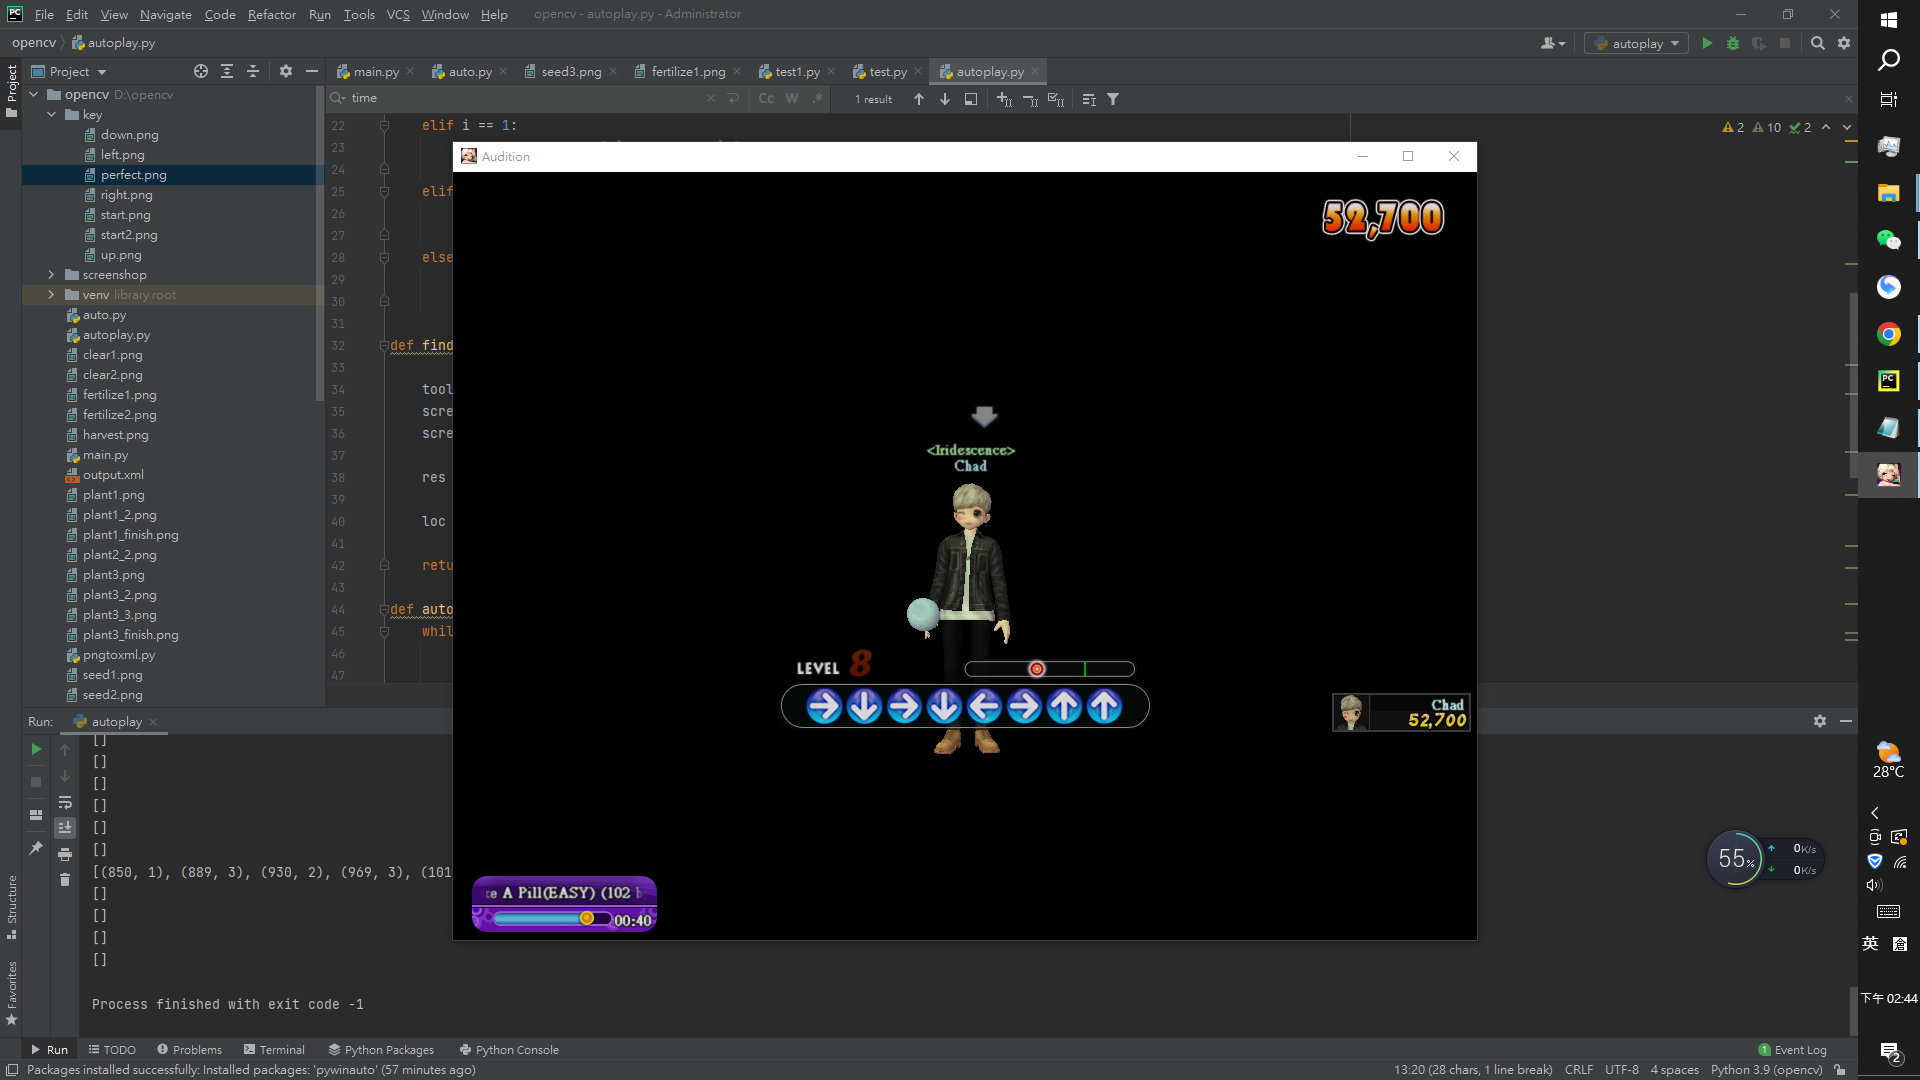 File Edit View Navigate Code Refactor Run Tools VCS Window Help opencv - autoplay.py - Administrator
opencv autoplay.py
autoplay
Project
main.py auto.py seed3.png fertilize1.png test1.py test.py autoplay.py
time
Cc W .*
1 result
opencv D:\opencv
key
down.png
left.png
perfect.png
right.png
start.png
start2.png
up.png
screenshop
venv library root
auto.py
autoplay.py
clear1.png
clear2.png
fertilize1.png
fertilize2.png
harvest.png
main.py
output.xml
plant1.png
plant1_2.png
plant1_finish.png
plant2_2.png
plant3.png
plant3_2.png
plant3_3.png
plant3_finish.png
pngtoxml.py
seed1.png
seed2.png
Project
22 elif i == 1:
23
24
25 elif
26
27
28 else
29
30
31
32 def find
33
34 tool
35 scre
36 scre
37
38 res
39
40 loc
41
42 retu
43
44 def auto
45 whil
46
47
2 10 2
Audition
52,700
<Iridescence>
Chad
LEVEL 8
Chad
52,700
e A Pill(EASY) (102 b
00:40
Run: autoplay
[]
[]
[]
[]
[]
[]
[(850, 1), (889, 3), (930, 2), (969, 3), (101
[]
[]
[]
[]
Process finished with exit code -1
Structure
Favorites
Run TODO Problems Terminal Python Packages Python Console
1 Event Log
Packages installed successfully: Installed packages: 'pywinauto' (57 minutes ago)
13:20 (28 chars, 1 line break) CRLF UTF-8 4 spaces Python 3.9 (opencv)
55%
0K/s
0K/s
28°C
英 倉
下午 02:44
2